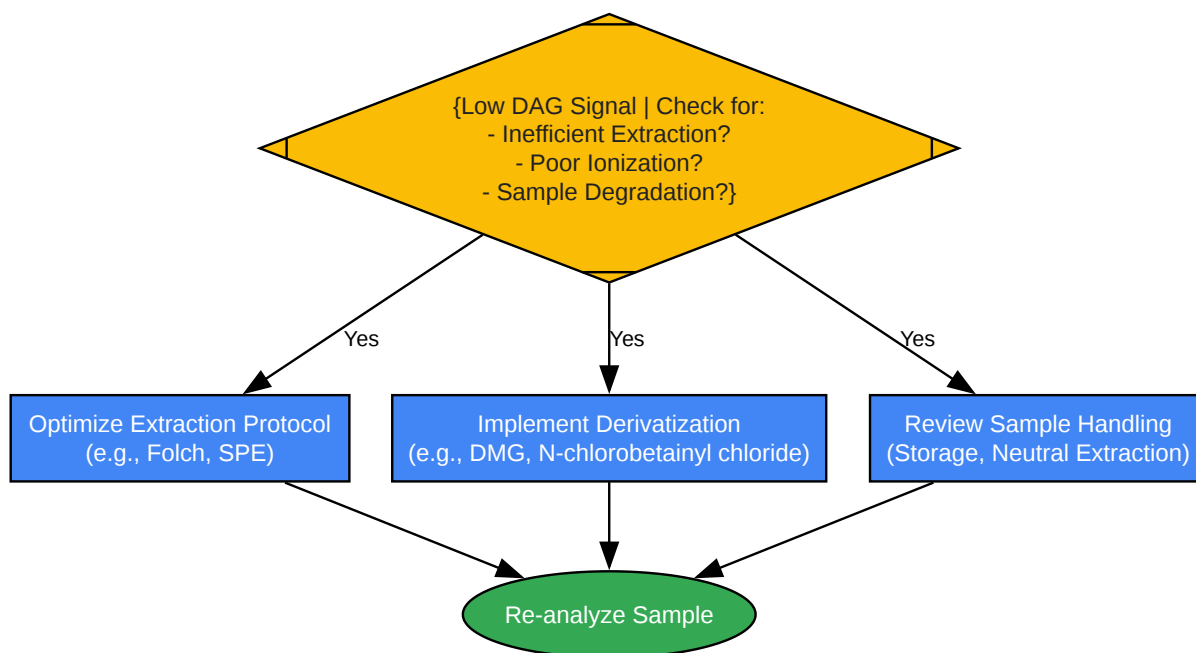 {Low DAG Signal | Check for:
- Inefficient Extraction?
- Poor Ionization?
- Sample Degradation?}
Yes
Yes
Yes
Optimize Extraction Protocol
(e.g., Folch, SPE)
Implement Derivatization
(e.g., DMG, N-chlorobetainyl chloride)
Review Sample Handling
(Storage, Neutral Extraction)
Re-analyze Sample